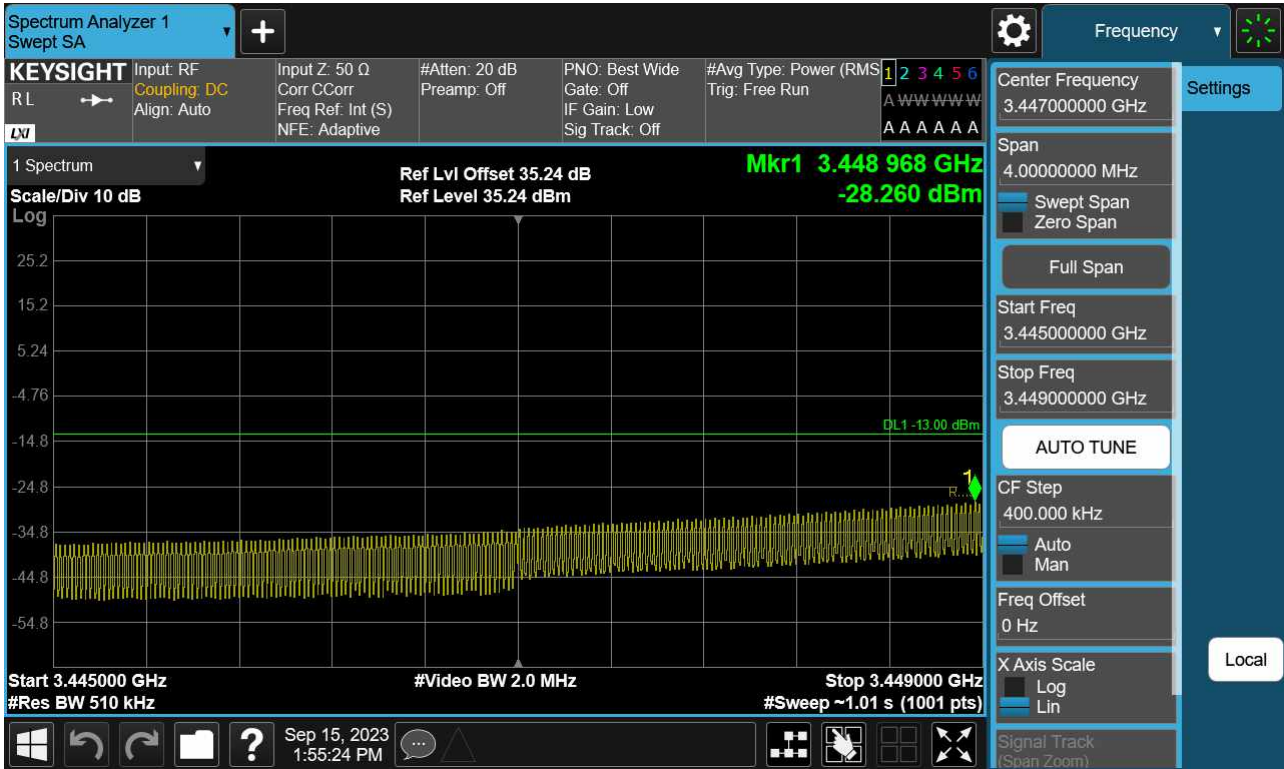 Spectrum Analyzer 1
Swept SA
+
Frequency
KEYSIGHT
R L
LXI
Input: RF
Coupling: DC
Align: Auto
Input Z: 50 Ω
Corr CCorr
Freq Ref: Int (S)
NFE: Adaptive
#Atten: 20 dB
Preamp: Off
PNO: Best Wide
Gate: Off
IF Gain: Low
Sig Track: Off
#Avg Type: Power (RMS
Trig: Free Run
1 2 3 4 5 6
A W W W W W
A A A A A A
1 Spectrum
Scale/Div 10 dB
Log
Ref Lvl Offset 35.24 dB
Ref Level 35.24 dBm
Mkr1 3.448 968 GHz
-28.260 dBm
25.2
15.2
5.24
-4.76
-14.8
-24.8
-34.8
-44.8
-54.8
DL1 -13.00 dBm
1
R...
Start 3.445000 GHz
#Res BW 510 kHz
#Video BW 2.0 MHz
Stop 3.449000 GHz
#Sweep ~1.01 s (1001 pts)
Center Frequency
3.447000000 GHz
Span
4.00000000 MHz
Swept Span
Zero Span
Full Span
Start Freq
3.445000000 GHz
Stop Freq
3.449000000 GHz
AUTO TUNE
CF Step
400.000 kHz
Auto
Man
Freq Offset
0 Hz
X Axis Scale
Log
Lin
Signal Track
(Span Zoom)
Settings
Local
?
Sep 15, 2023
1:55:24 PM